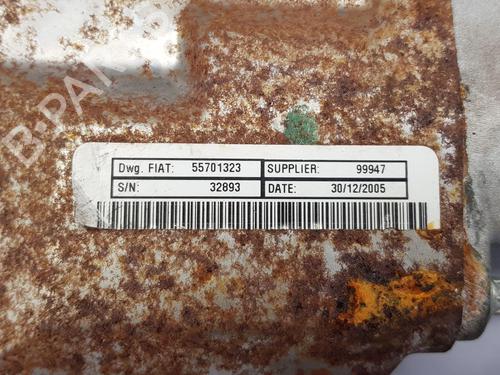 B-PARTS
Dwg. FIAT: 55701323 SUPPLIER: 99947
S/N: 32893 DATE: 30/12/2005